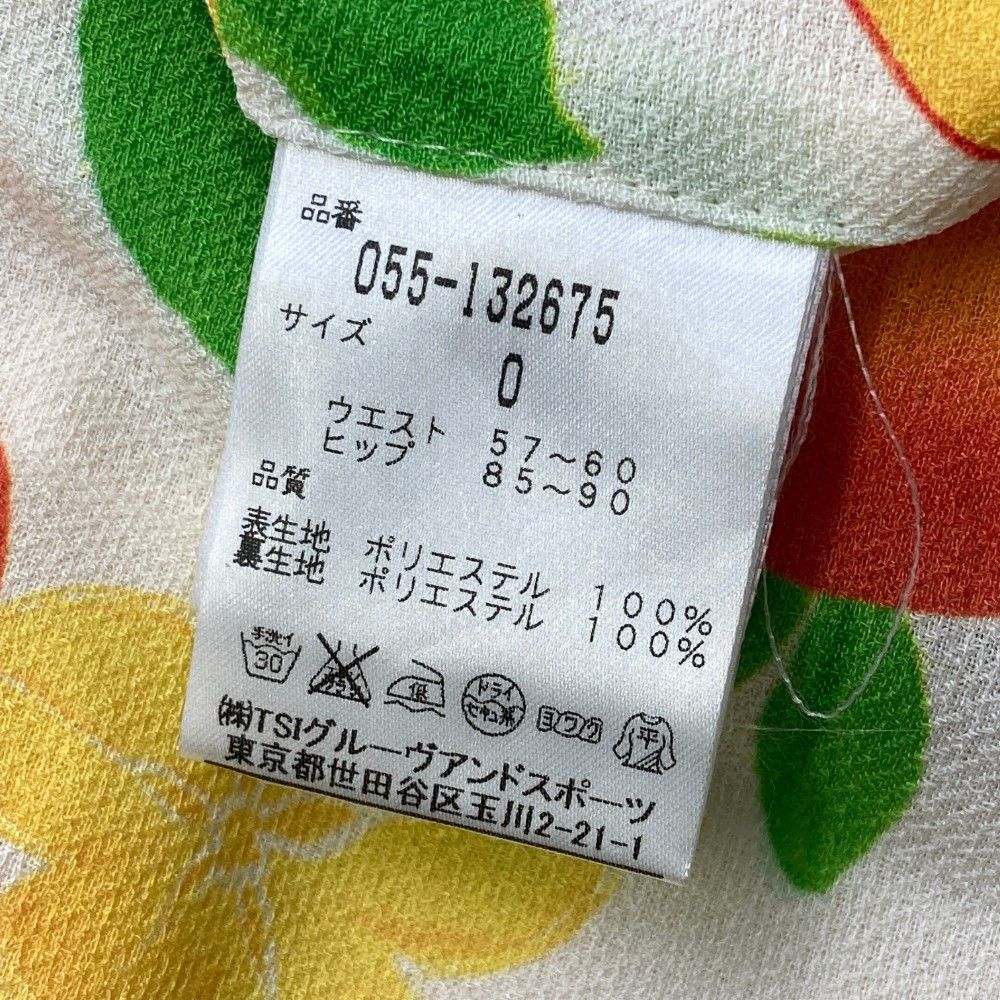 品番
055-132675
サイズ
0
ウエスト 57～60
ヒップ 85～90
品質
表生地 ポリエステル 100%
裏生地 ポリエステル 100%
手洗イ 30 低 ドライ セキユ系 ヨワク 平
㈱TSIグルーヴアンドスポーツ
東京都世田谷区玉川2-21-1